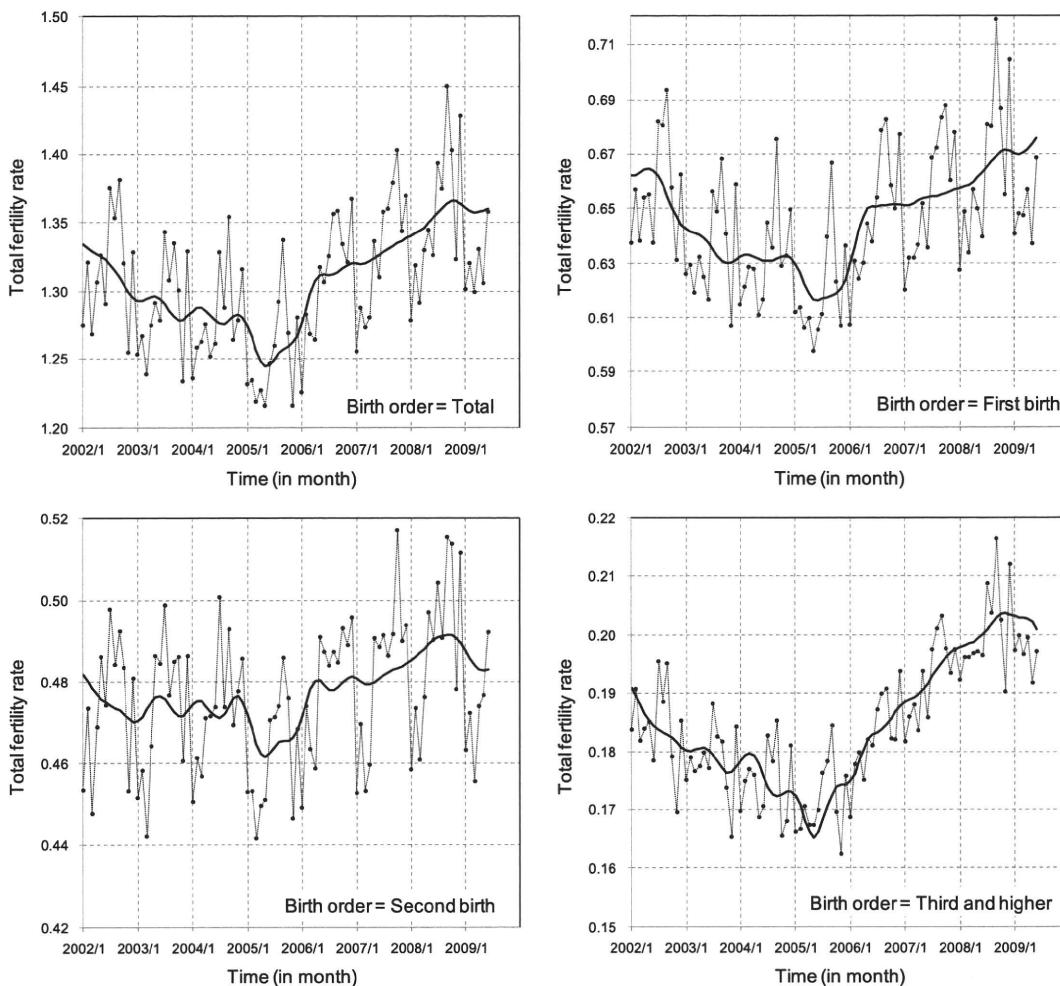 Total fertility rate
1.50
1.45
1.40
1.35
1.30
1.25
1.20
Birth order = Total
2002/1 2003/1 2004/1 2005/1 2006/1 2007/1 2008/1 2009/1
Time (in month)
Total fertility rate
0.71
0.69
0.67
0.65
0.63
0.61
0.59
0.57
Birth order = First birth
2002/1 2003/1 2004/1 2005/1 2006/1 2007/1 2008/1 2009/1
Time (in month)
Total fertility rate
0.52
0.50
0.48
0.46
0.44
0.42
Birth order = Second birth
2002/1 2003/1 2004/1 2005/1 2006/1 2007/1 2008/1 2009/1
Time (in month)
Total fertility rate
0.22
0.21
0.20
0.19
0.18
0.17
0.16
0.15
Birth order = Third and higher
2002/1 2003/1 2004/1 2005/1 2006/1 2007/1 2008/1 2009/1
Time (in month)